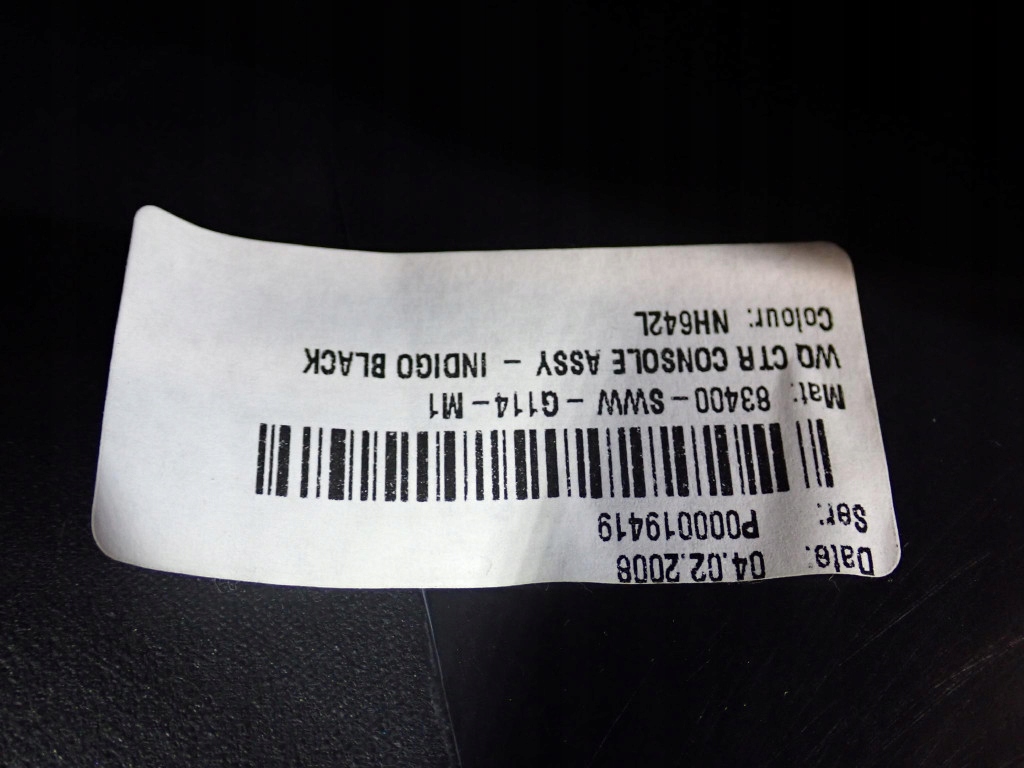 Date: 04.02.2008
Ser: P000019419
Mat: 83400-SWW-G114-M1
WQ CTR CONSOLE ASSY - INDIGO BLACK
Colour: NH642L